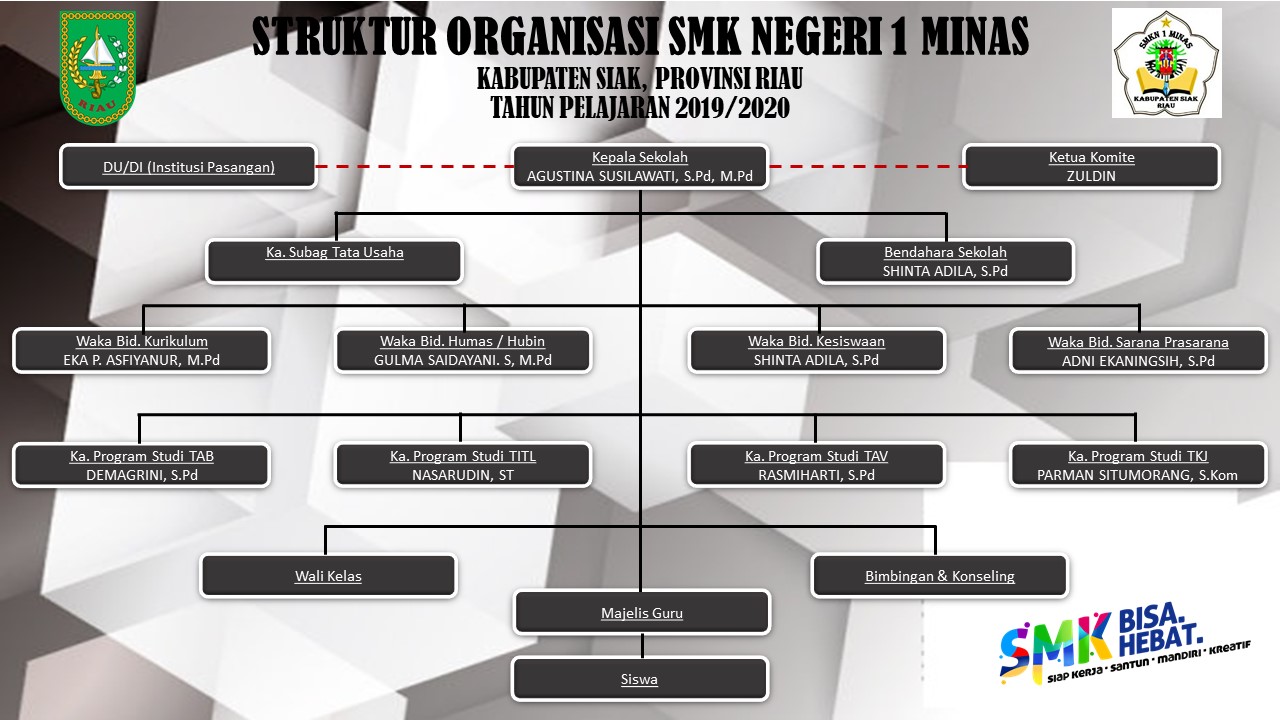 STRUKTUR ORGANISASI SMK NEGERI 1 MINAS
KABUPATEN SIAK, PROVINSI RIAU
TAHUN PELAJARAN 2019/2020
RIAU
SMKN 1 MINAS
KABUPATEN SIAK
RIAU
DU/DI (Institusi Pasangan)
Kepala Sekolah
AGUSTINA SUSILAWATI, S.Pd, M.Pd
Ketua Komite
ZULDIN
Ka. Subag Tata Usaha
Bendahara Sekolah
SHINTA ADILA, S.Pd
Waka Bid. Kurikulum
EKA P. ASFIYANUR, M.Pd
Waka Bid. Humas / Hubin
GULMA SAIDAYANI. S, M.Pd
Waka Bid. Kesiswaan
SHINTA ADILA, S.Pd
Waka Bid. Sarana Prasarana
ADNI EKANINGSIH, S.Pd
Ka. Program Studi TAB
DEMAGRINI, S.Pd
Ka. Program Studi TITL
NASARUDIN, ST
Ka. Program Studi TAV
RASMIHARTI, S.Pd
Ka. Program Studi TKJ
PARMAN SITUMORANG, S.Kom
Wali Kelas
Bimbingan & Konseling
Majelis Guru
Siswa
SMK BISA.
HEBAT.
SIAP KERJA • SANTUN • MANDIRI • KREATIF